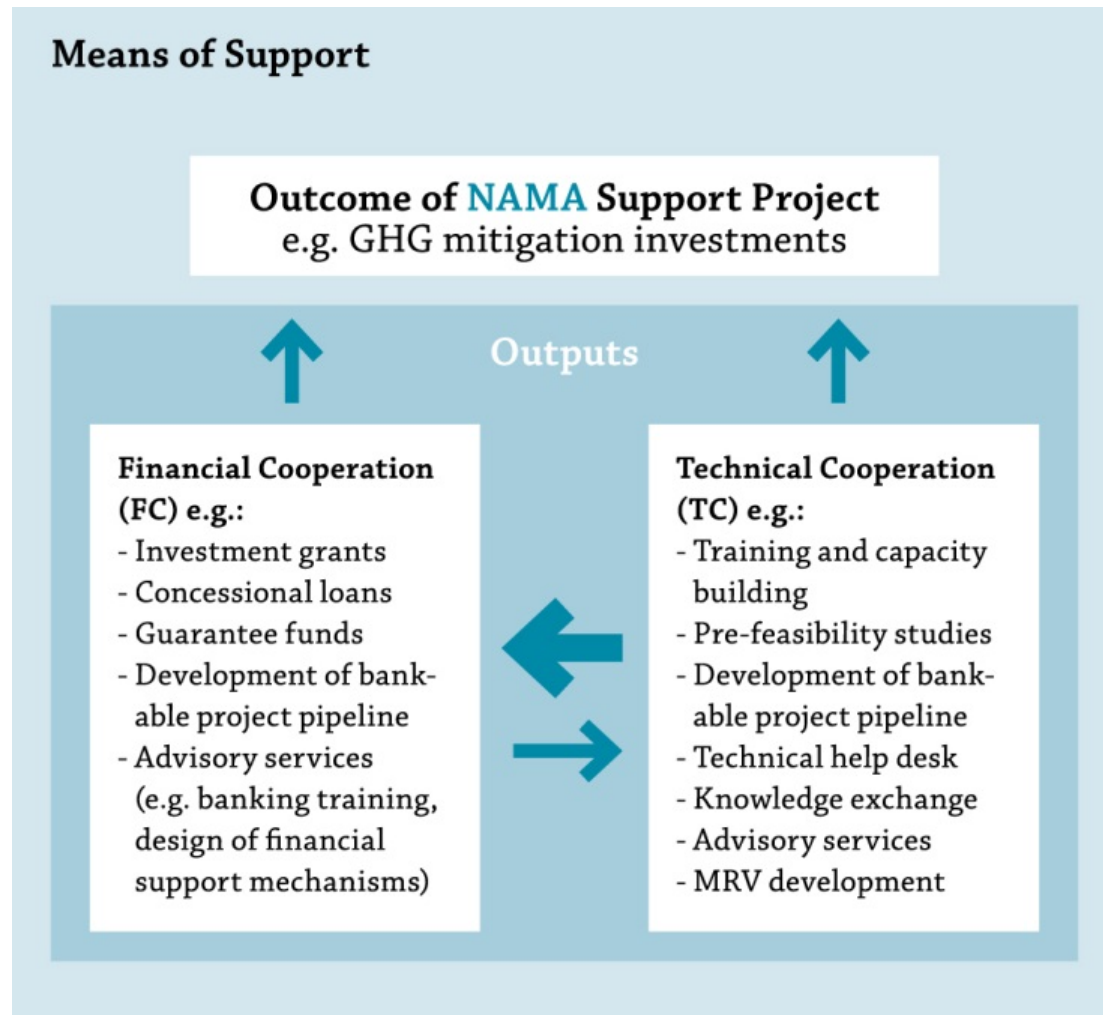 Means of Support
Outcome of NAMA Support Project
e.g. GHG mitigation investments
Outputs
Financial Cooperation
(FC) e.g.:
- Investment grants
- Concessional loans
- Guarantee funds
- Development of bank-
able project pipeline
- Advisory services
(e.g. banking training,
design of financial
support mechanisms)
Technical Cooperation
(TC) e.g.:
- Training and capacity
building
- Pre-feasibility studies
- Development of bank-
able project pipeline
- Technical help desk
- Knowledge exchange
- Advisory services
- MRV development